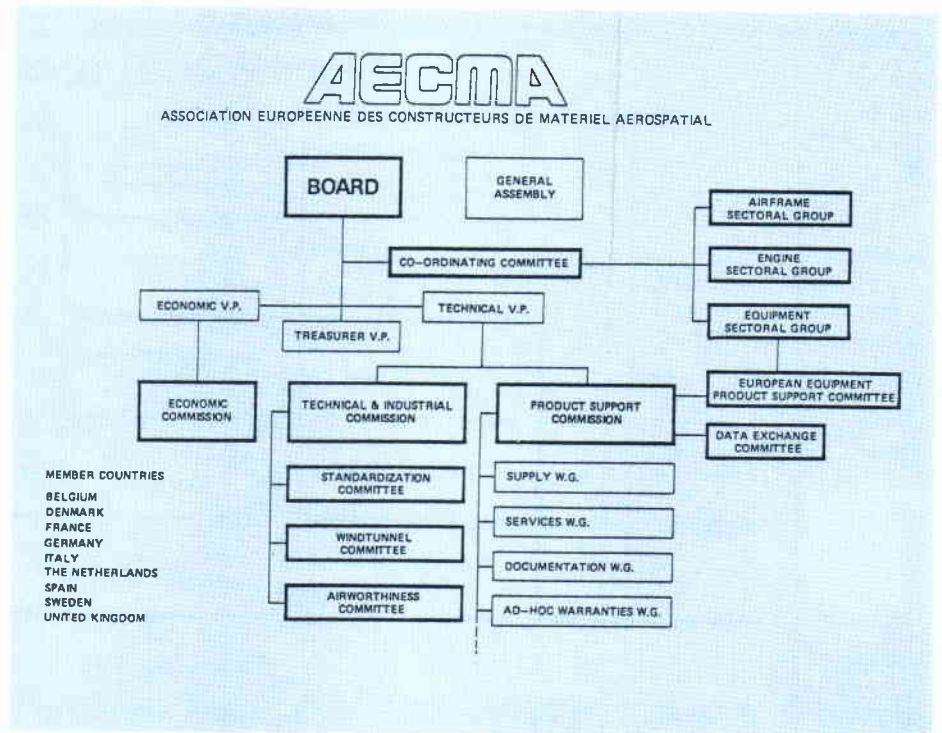 AECMA
ASSOCIATION EUROPEENNE DES CONSTRUCTEURS DE MATERIEL AEROSPATIAL
BOARD
GENERAL
ASSEMBLY
AIRFRAME
SECTORAL GROUP
CO-ORDINATING COMMITTEE
ENGINE
SECTORAL GROUP
ECONOMIC V.P.
TECHNICAL V.P.
EQUIPMENT
SECTORAL GROUP
TREASURER V.P.
ECONOMIC
COMMISSION
TECHNICAL & INDUSTRIAL
COMMISSION
PRODUCT SUPPORT
COMMISSION
EUROPEAN EQUIPMENT
PRODUCT SUPPORT COMMITTEE
DATA EXCHANGE
COMMITTEE
STANDARDIZATION
COMMITTEE
SUPPLY W.G.
WINDTUNNEL
COMMITTEE
SERVICES W.G.
DOCUMENTATION W.G.
AIRWORTHINESS
COMMITTEE
AD-HOC WARRANTIES W.G.
MEMBER COUNTRIES
BELGIUM
DENMARK
FRANCE
GERMANY
ITALY
THE NETHERLANDS
SPAIN
SWEDEN
UNITED KINGDOM